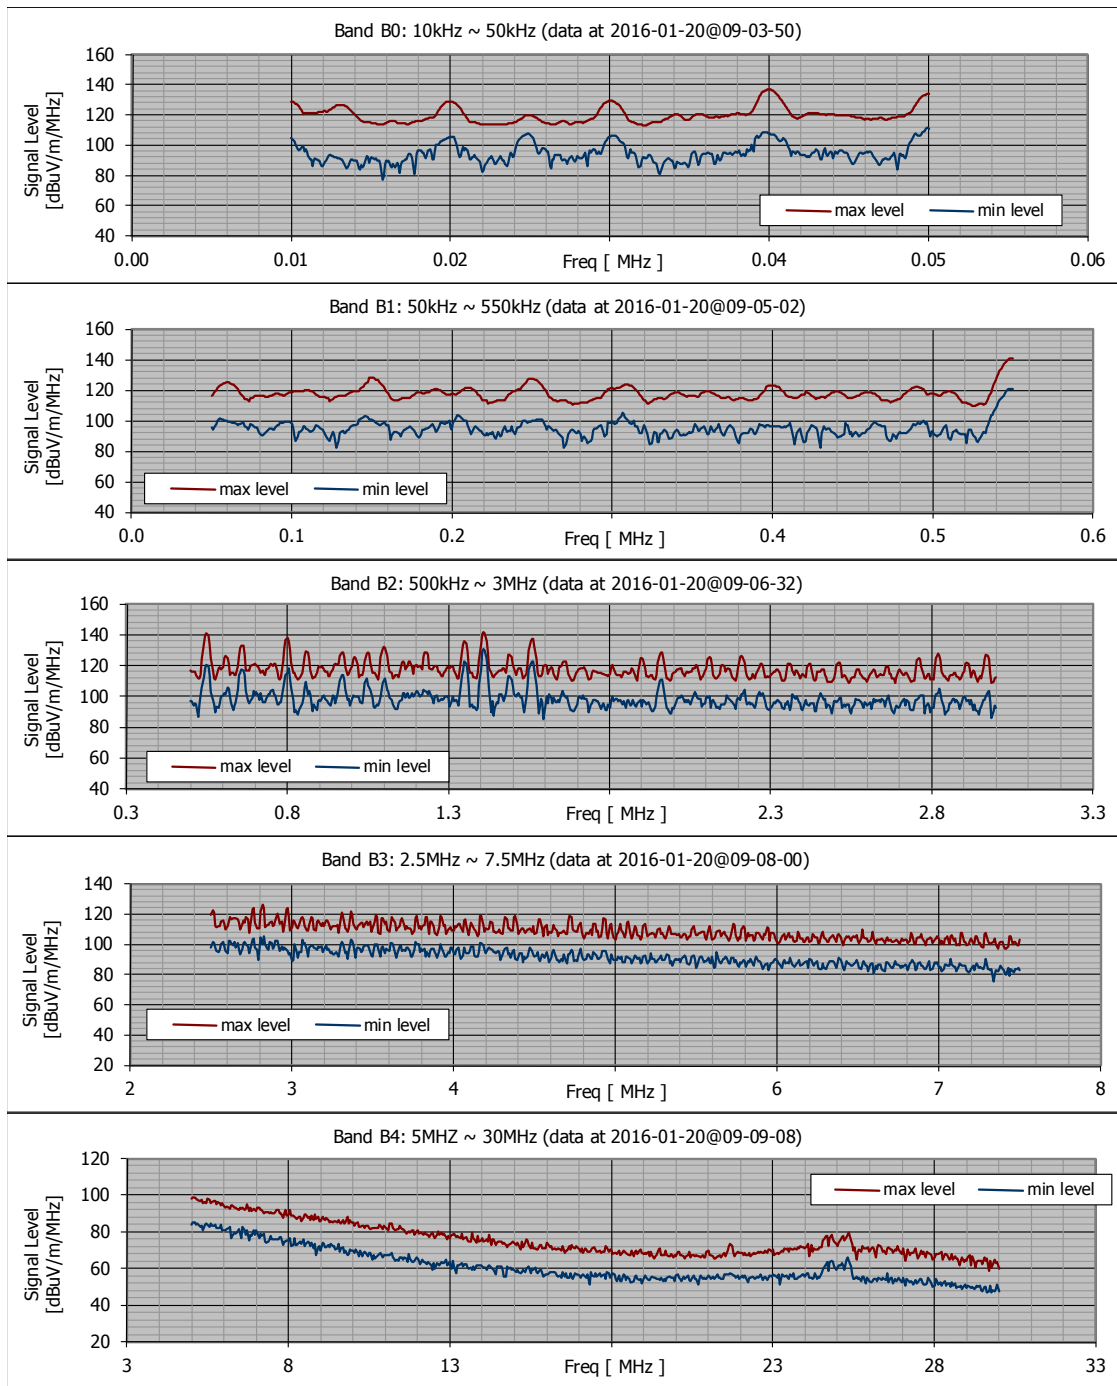 Band B0: 10kHz ~ 50kHz (data at 2016-01-20@09-03-50)
160
140
120
100
80
60
40
Signal Level
[dBuV/m/MHz]
max level min level
0.00 0.01 0.02 Freq [ MHz ] 0.04 0.05 0.06
Band B1: 50kHz ~ 550kHz (data at 2016-01-20@09-05-02)
160
140
120
100
80
60
40
Signal Level
[dBuV/m/MHz]
max level min level
0.0 0.1 0.2 Freq [ MHz ] 0.4 0.5 0.6
Band B2: 500kHz ~ 3MHz (data at 2016-01-20@09-06-32)
160
140
120
100
80
60
40
Signal Level
[dBuV/m/MHz]
max level min level
0.3 0.8 1.3 Freq [ MHz ] 2.3 2.8 3.3
Band B3: 2.5MHz ~ 7.5MHz (data at 2016-01-20@09-08-00)
140
120
100
80
60
40
20
Signal Level
[dBuV/m/MHz]
max level min level
2 3 4 Freq [ MHz ] 6 7 8
Band B4: 5MHZ ~ 30MHz (data at 2016-01-20@09-09-08)
120
100
80
60
40
20
Signal Level
[dBuV/m/MHz]
max level min level
3 8 13 Freq [ MHz ] 23 28 33